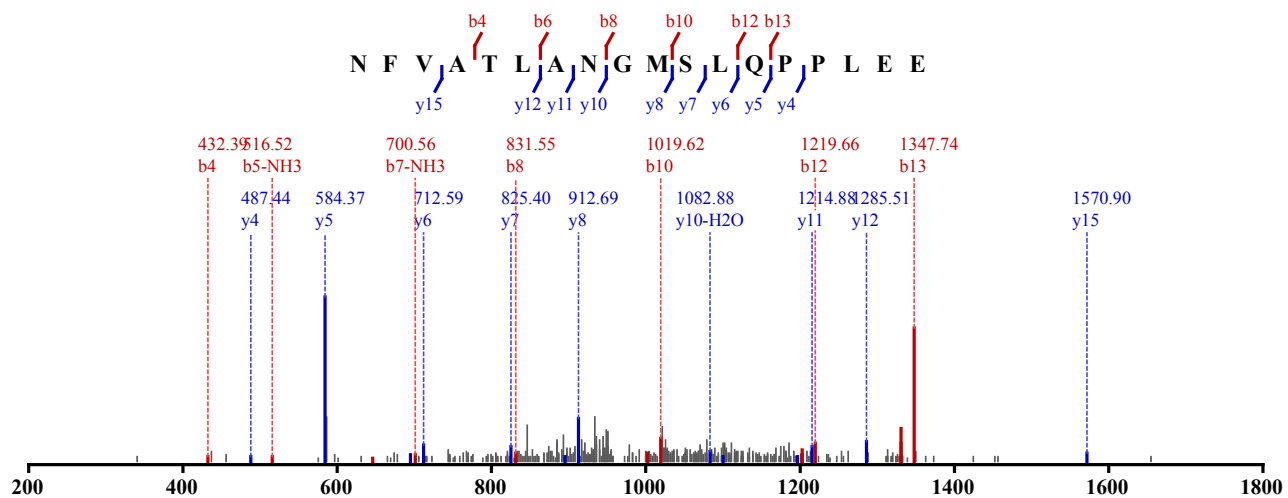 b4 b6 b8 b10 b12 b13
N F V A T L A N G M S L Q P P L E E
y15 y12 y11 y10 y8 y7 y6 y5 y4
432.39 516.52 700.56 831.55 1019.62 1219.66 1347.74
b4 b5-NH3 b7-NH3 b8 b10 b12 b13
487.44 584.37 712.59 825.40 912.69 1082.88 1214.88 1285.51 1570.90
y4 y5 y6 y7 y8 y10-H2O y11 y12 y15
200 400 600 800 1000 1200 1400 1600 1800